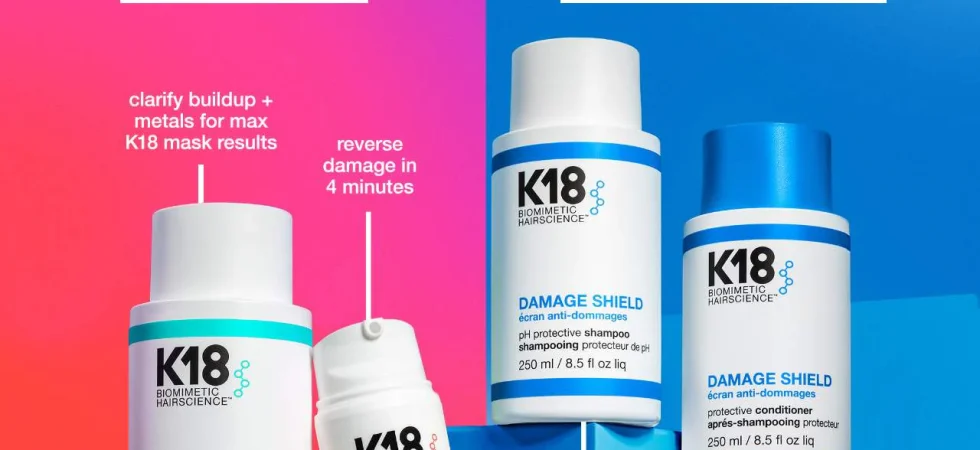 clarify buildup +
metals for max
K18 mask results
reverse
damage in
4 minutes
K18
BIOMIMETIC
HAIRSCIENCE™
K18
K18
BIOMIMETIC
HAIRSCIENCE™
DAMAGE SHIELD
écran anti-dommages
pH protective shampoo
shampooing protecteur de pH
250 ml / 8.5 fl oz liq
K18
BIOMIMETIC
HAIRSCIENCE™
DAMAGE SHIELD
écran anti-dommages
protective conditioner
aprés-shampooing protecteur
250 ml / 8.5 fl oz liq